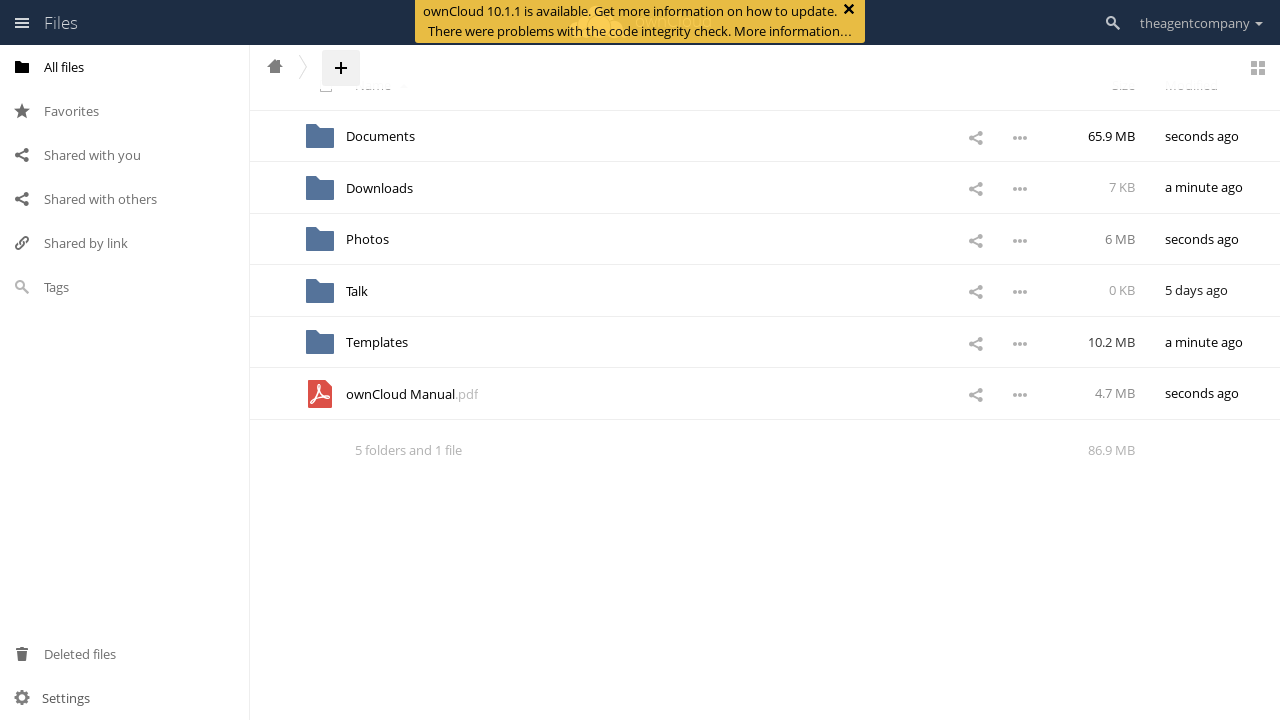 Files
ownCloud 10.1.1 is available. Get more information on how to update.
There were problems with the code integrity check. More information…
theagentcompany
All files
Favorites
Shared with you
Shared with others
Shared by link
Tags
Deleted files
Settings
Documents 65.9 MB seconds ago
Downloads 7 KB a minute ago
Photos 6 MB seconds ago
Talk 0 KB 5 days ago
Templates 10.2 MB a minute ago
ownCloud Manual.pdf 4.7 MB seconds ago
5 folders and 1 file 86.9 MB